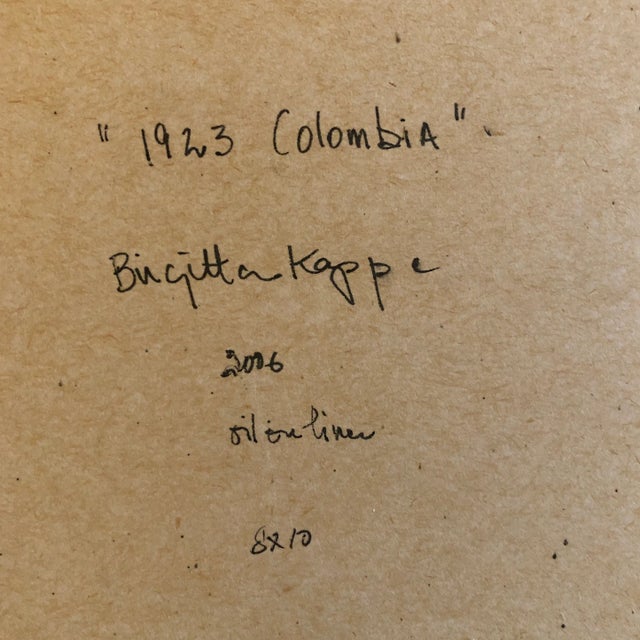 "1923 Colombia"
Birgitta Kappe
2006
oil on linen
8x10